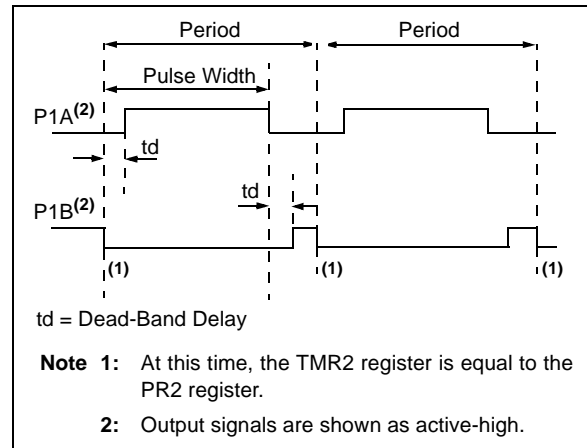 Period Period
Pulse Width
P1A(2)
td
td
P1B(2)
(1) (1) (1)
td = Dead-Band Delay
Note 1: At this time, the TMR2 register is equal to the
PR2 register.
2: Output signals are shown as active-high.